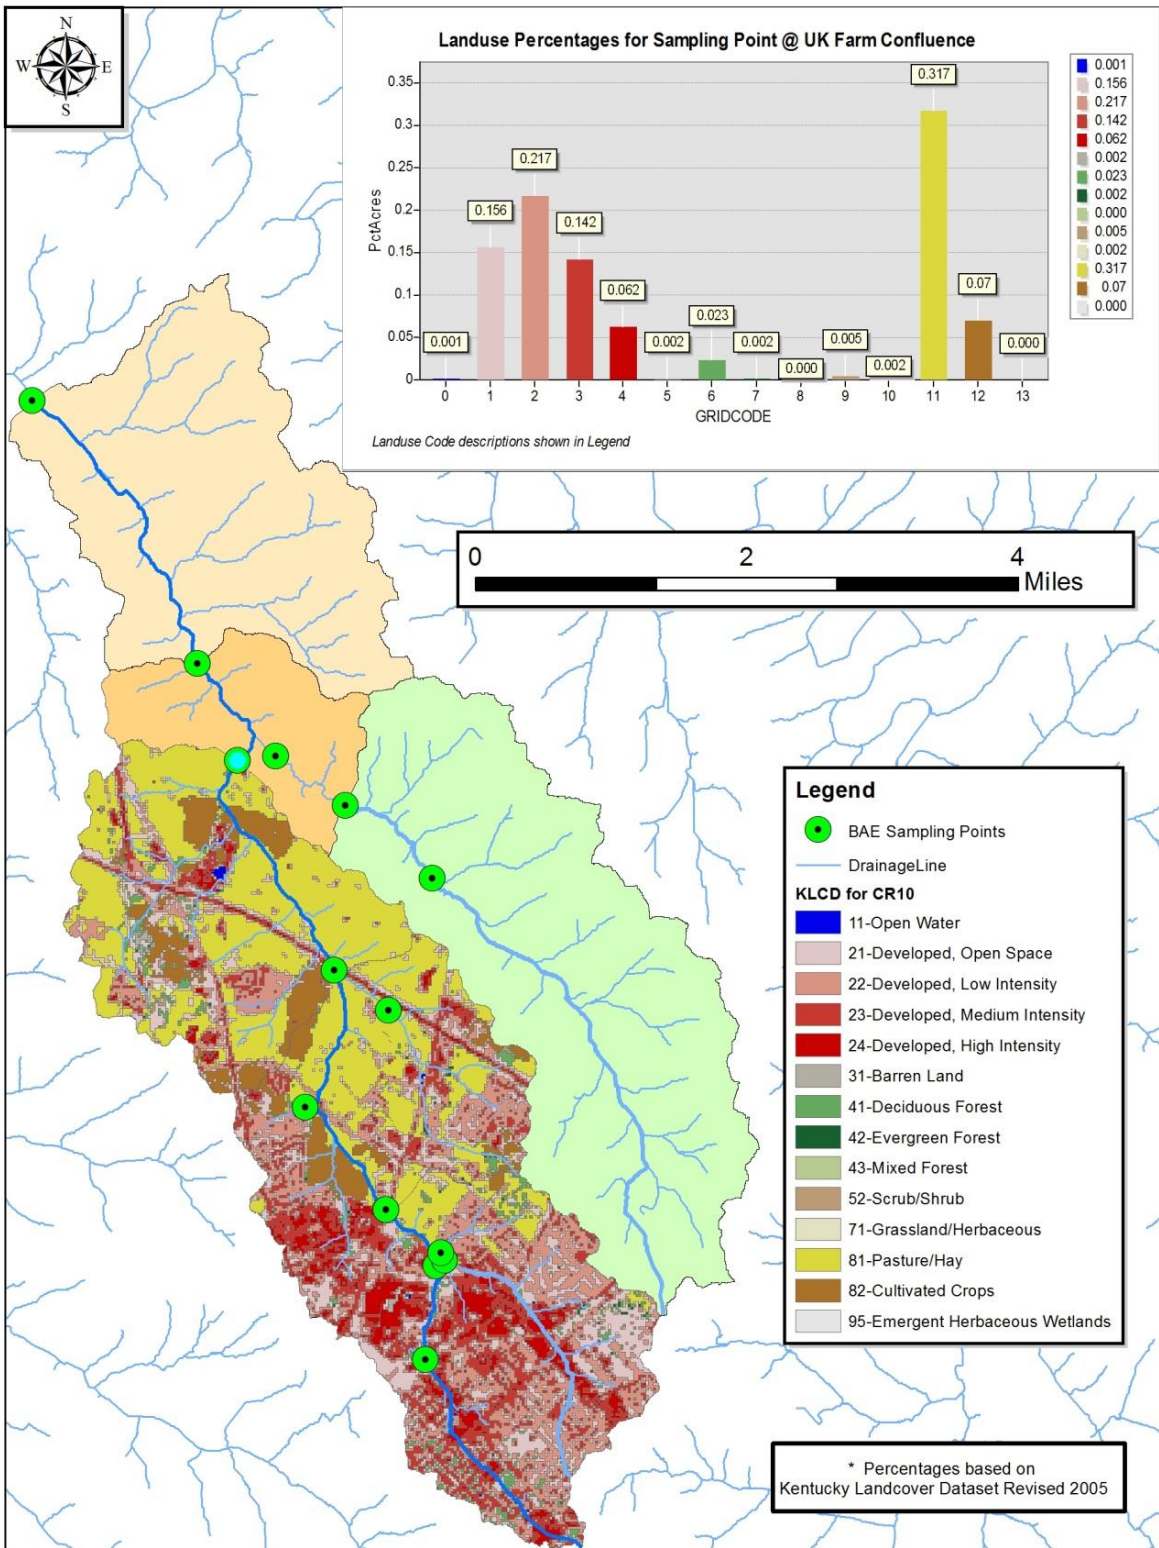 N
W E
S
Landuse Percentages for Sampling Point @ UK Farm Confluence
0.35
0.3
0.25
0.2
0.15
0.1
0.05
0
PctAcres
0.001
0.156
0.217
0.142
0.062
0.002
0.023
0.002
0.000
0.005
0.002
0.317
0.07
0.000
0 1 2 3 4 5 6 7 8 9 10 11 12 13
GRIDCODE
Landuse Code descriptions shown in Legend
0.001
0.156
0.217
0.142
0.062
0.002
0.023
0.002
0.000
0.005
0.002
0.317
0.07
0.000
0 2 4
Miles
Legend
BAE Sampling Points
DrainageLine
KLCD for CR10
11-Open Water
21-Developed, Open Space
22-Developed, Low Intensity
23-Developed, Medium Intensity
24-Developed, High Intensity
31-Barren Land
41-Deciduous Forest
42-Evergreen Forest
43-Mixed Forest
52-Scrub/Shrub
71-Grassland/Herbaceous
81-Pasture/Hay
82-Cultivated Crops
95-Emergent Herbaceous Wetlands
* Percentages based on
Kentucky Landcover Dataset Revised 2005